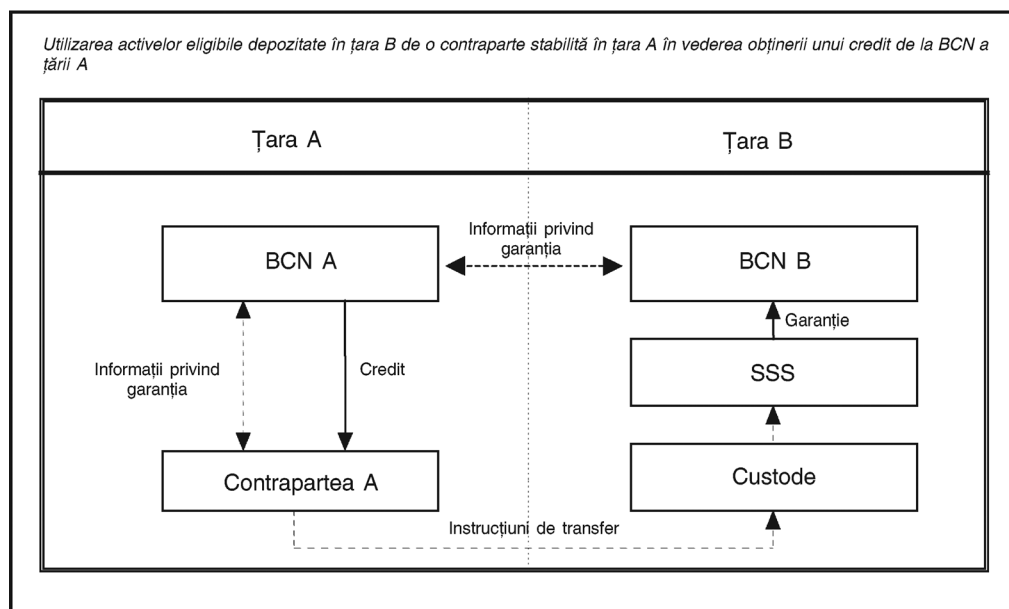 Utilizarea activelor eligibile depozitate în țara B de o contraparte stabilită în țara A în vederea obținerii unui credit de la BCN a
țării A
Țara A
Țara B
Informații privind
garanția
BCN A
BCN B
Garanție
Informații privind
garanția
Credit
SSS
Contrapartea A
Custode
Instrucțiuni de transfer